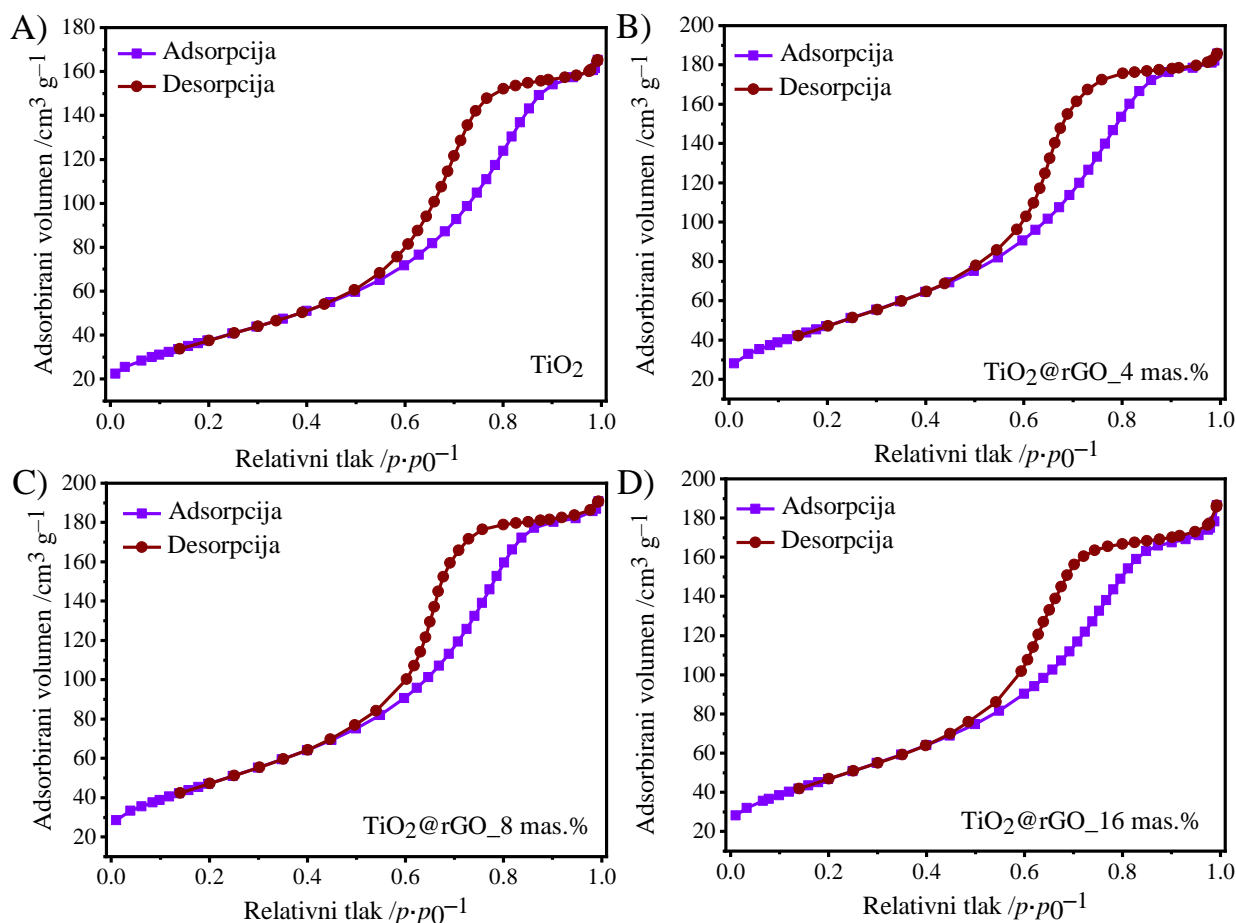 A)
Adsorpcija
Desorpcija
Adsorbirani volumen /cm³ g⁻¹
160
140
120
100
80
60
40
20
0.0 0.2 0.4 0.6 0.8 1.0
TiO₂
Relativni tlak /p·p0⁻¹
B)
Adsorpcija
Desorpcija
Adsorbirani volumen /cm³ g⁻¹
200
180
160
140
120
100
80
60
40
20
0.0 0.2 0.4 0.6 0.8 1.0
TiO₂@rGO_4 mas.%
Relativni tlak /p·p0⁻¹
C)
Adsorpcija
Desorpcija
Adsorbirani volumen /cm³ g⁻¹
200
180
160
140
120
100
80
60
40
20
0.0 0.2 0.4 0.6 0.8 1.0
TiO₂@rGO_8 mas.%
Relativni tlak /p·p0⁻¹
D)
Adsorpcija
Desorpcija
Adsorbirani volumen /cm³ g⁻¹
200
180
160
140
120
100
80
60
40
20
0.0 0.2 0.4 0.6 0.8 1.0
TiO₂@rGO_16 mas.%
Relativni tlak /p·p0⁻¹
180